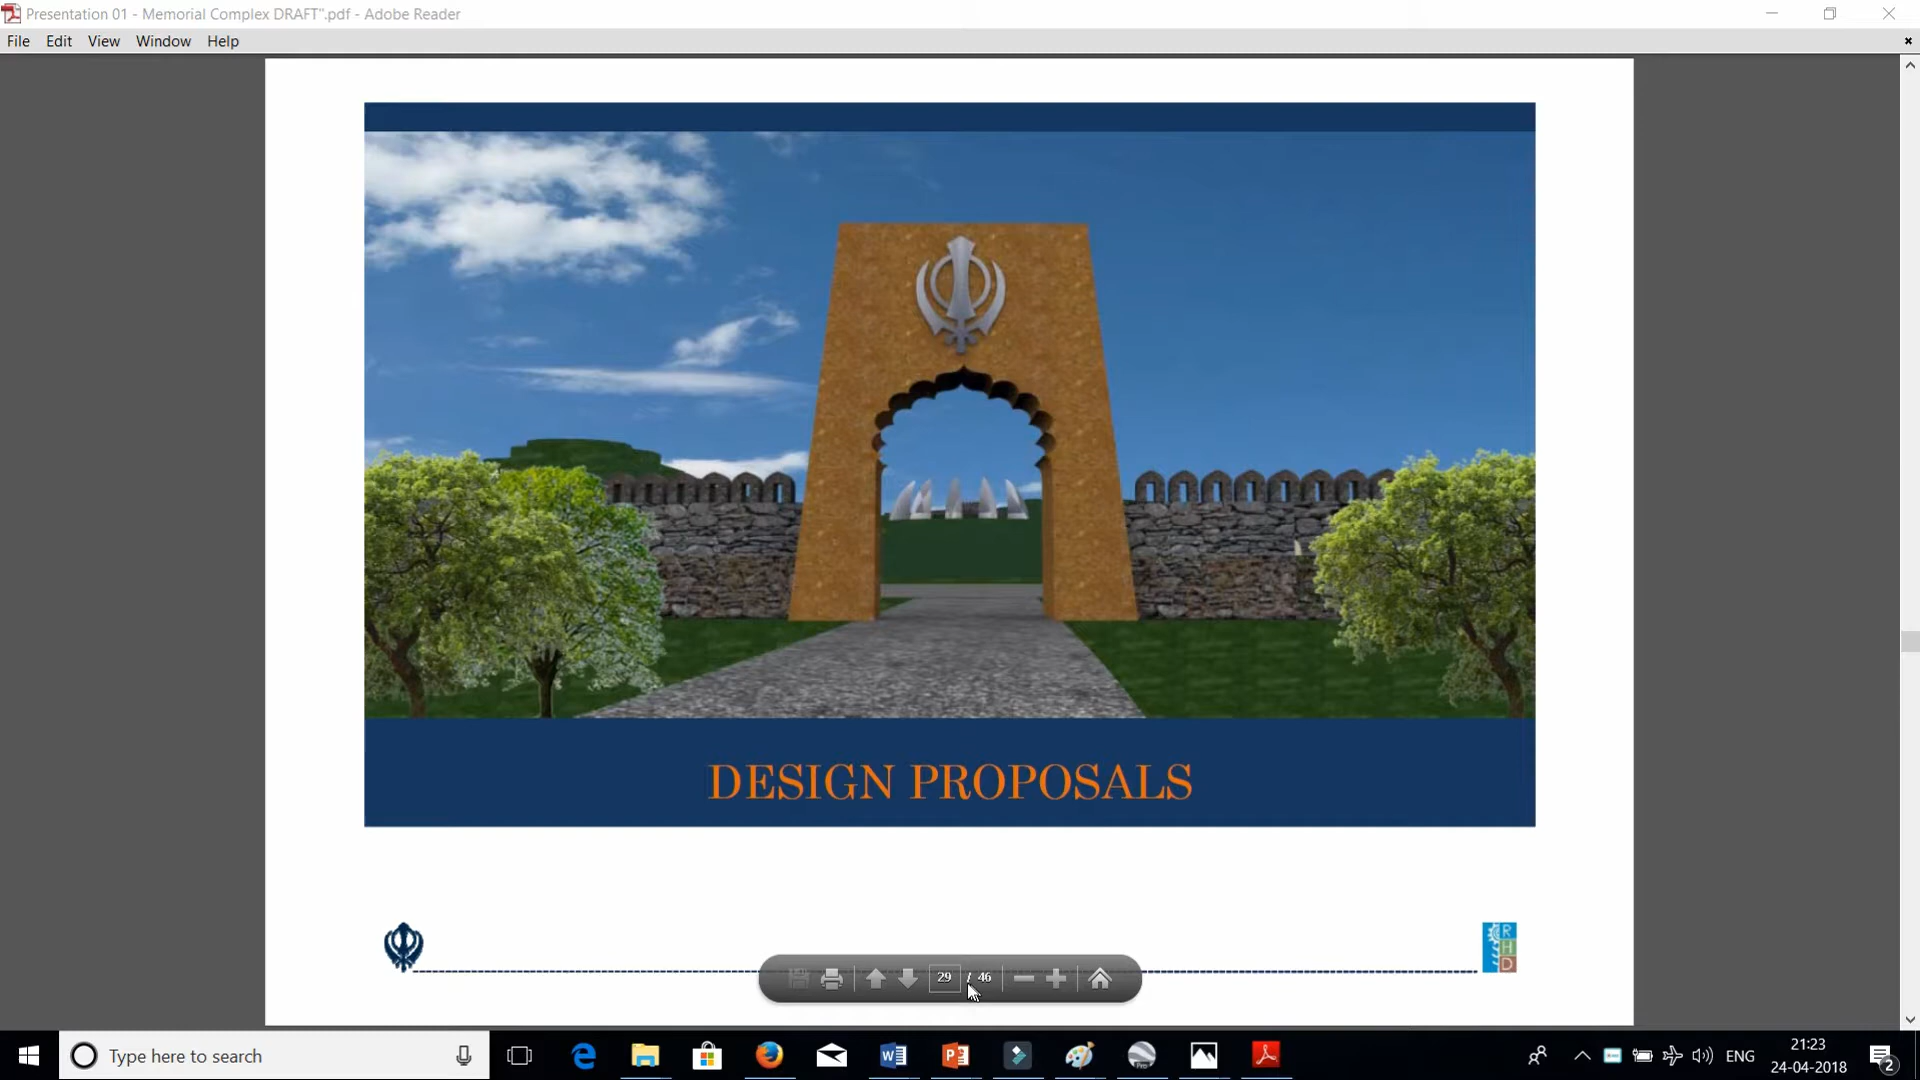 Presentation 01 - Memorial Complex DRAFT".pdf - Adobe Reader
File Edit View Window Help
DESIGN PROPOSALS
R
H
D
29 / 46
Type here to search
ENG
21:23
24-04-2018
2